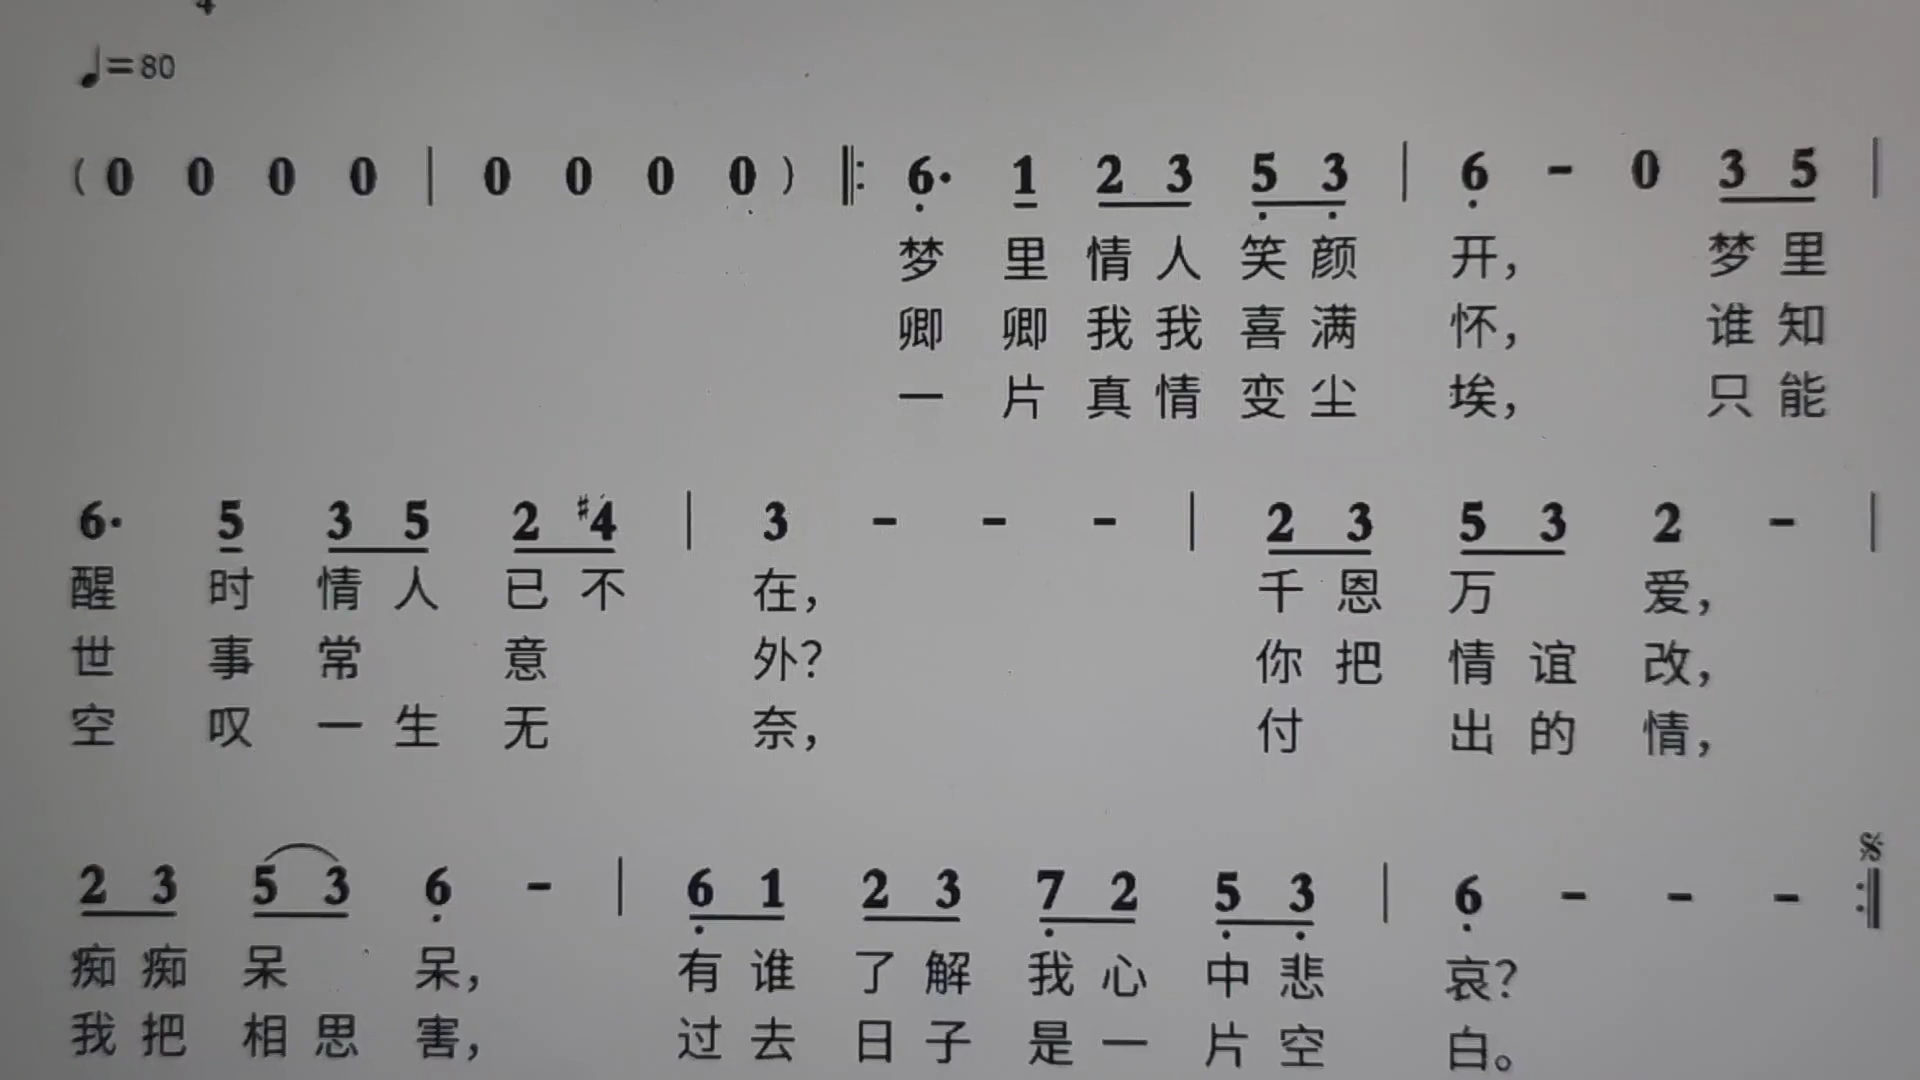 4
♩=80
(0 0 0 0 | 0 0 0 0) ‖: 6̣· 1 2 3 5̣ 3̣ | 6̣ - 0 3 5 |
梦 里 情 人 笑 颜 开, 梦 里
卿 卿 我 我 喜 满 怀, 谁 知
一 片 真 情 变 尘 埃, 只 能
6· 5 3 5 2 #4 | 3 - - - | 2 3 5 3 2 - |
醒 时 情 人 已 不 在, 千 恩 万 爱,
世 事 常 意 外? 你 把 情 谊 改,
空 叹 一 生 无 奈, 付 出 的 情,
𝄋
2 3 5 3 6̣ - | 6̣ 1 2 3 7̣ 2 5̣ 3̣ | 6̣ - - - :‖
痴 痴 呆 呆, 有 谁 了 解 我 心 中 悲 哀?
我 把 相 思 害, 过 去 日 子 是 一 片 空 白。